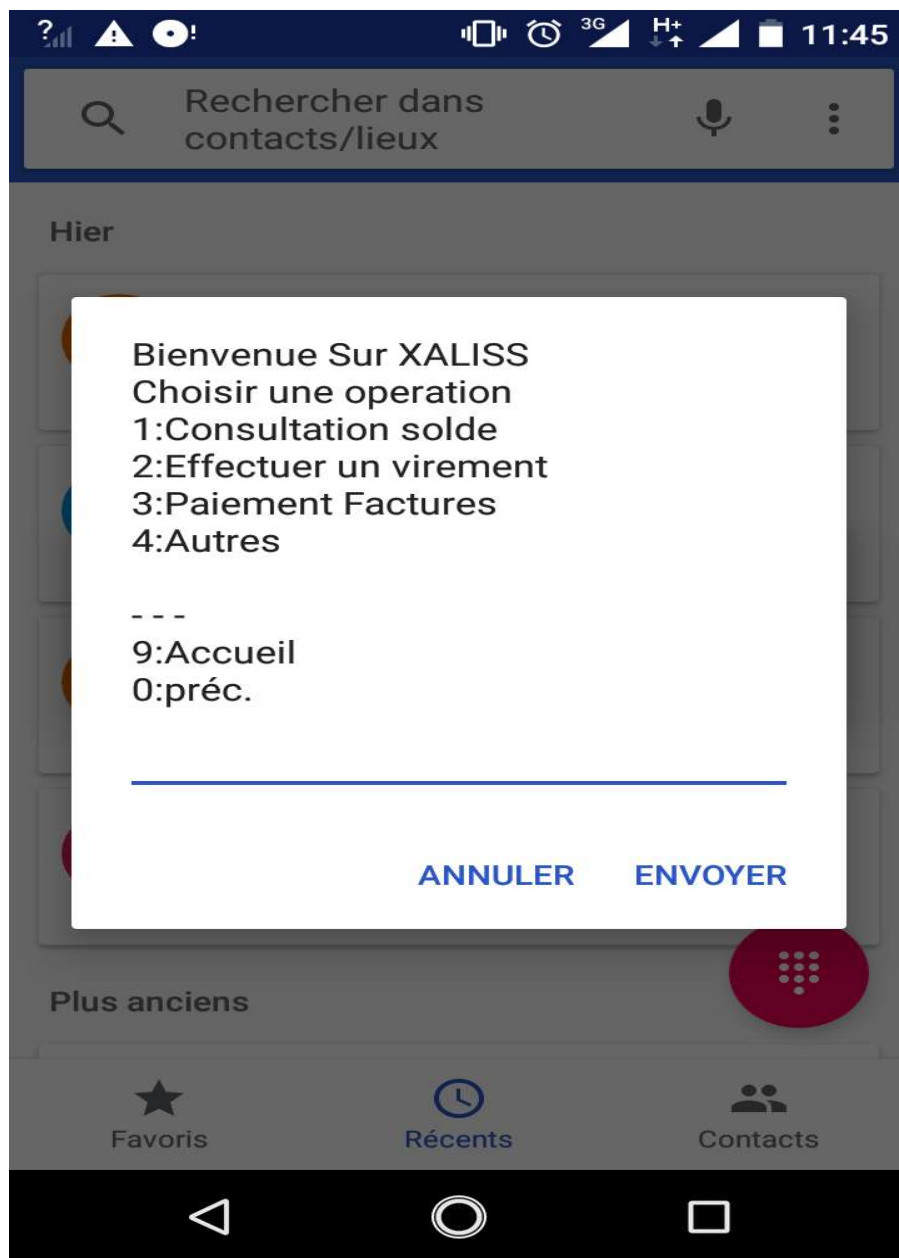 3G H+ 11:45
Rechercher dans
contacts/lieux
Hier
Bienvenue Sur XALISS
Choisir une operation
1:Consultation solde
2:Effectuer un virement
3:Paiement Factures
4:Autres
- - -
9:Accueil
0:préc.
ANNULER ENVOYER
Plus anciens
Favoris Récents Contacts